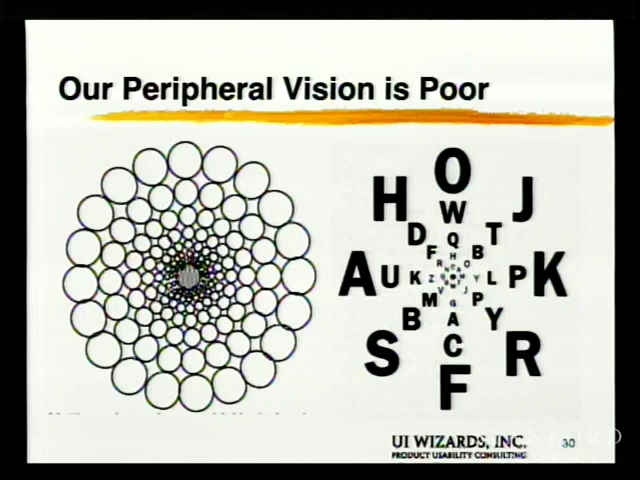 Our Peripheral Vision is Poor
O
H J
W
D T
Q
F B
H
R O
A U K Z Y L P K
V J
M P
G
B A Y
S C R
F
UI WIZARDS, INC. 30
PRODUCT USABILITY CONSULTING